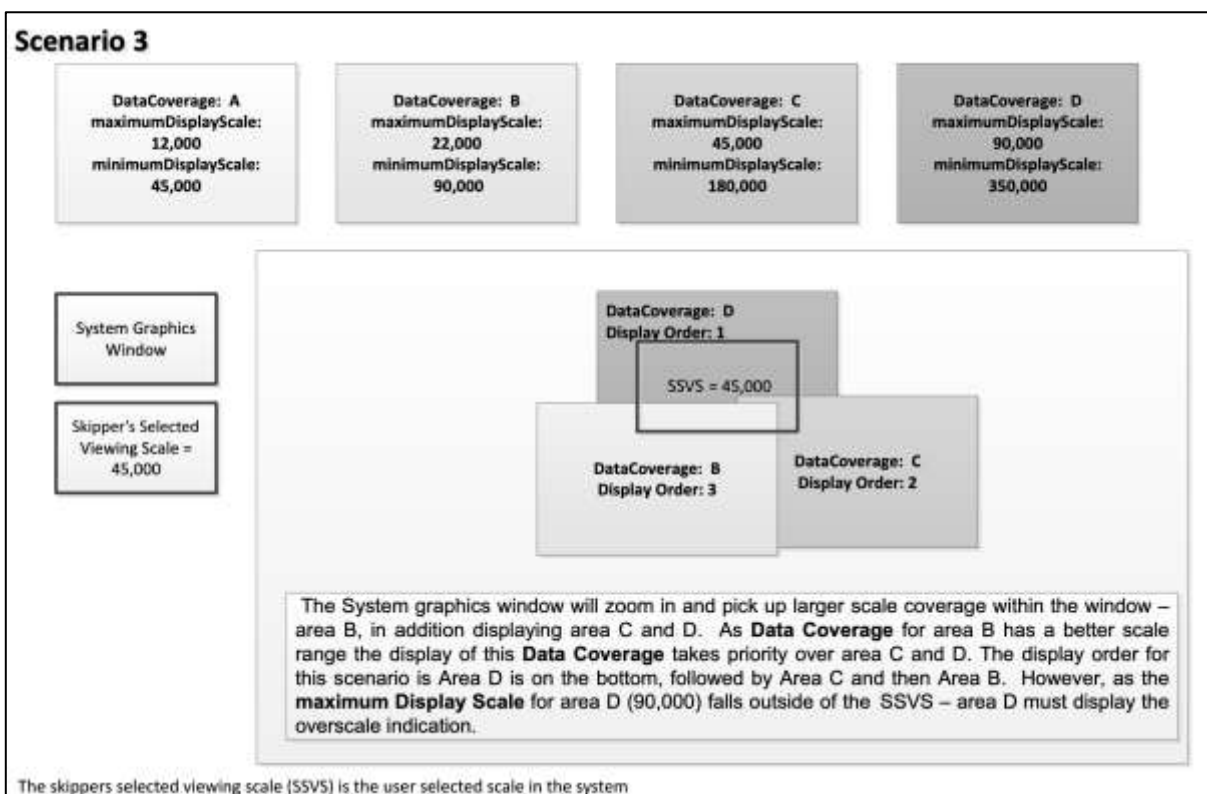 Scenario 3
DataCoverage: A
maximumDisplayScale:
12,000
minimumDisplayScale:
45,000
DataCoverage: B
maximumDisplayScale:
22,000
minimumDisplayScale:
90,000
DataCoverage: C
maximumDisplayScale:
45,000
minimumDisplayScale:
180,000
DataCoverage: D
maximumDisplayScale:
90,000
minimumDisplayScale:
350,000
System Graphics
Window
Skipper's Selected
Viewing Scale =
45,000
DataCoverage: D
Display Order: 1
SSVS = 45,000
DataCoverage: B
Display Order: 3
DataCoverage: C
Display Order: 2
The System graphics window will zoom in and pick up larger scale coverage within the window –
area B, in addition displaying area C and D. As Data Coverage for area B has a better scale
range the display of this Data Coverage takes priority over area C and D. The display order for
this scenario is Area D is on the bottom, followed by Area C and then Area B. However, as the
maximum Display Scale for area D (90,000) falls outside of the SSVS – area D must display the
overscale indication.
The skippers selected viewing scale (SSVS) is the user selected scale in the system